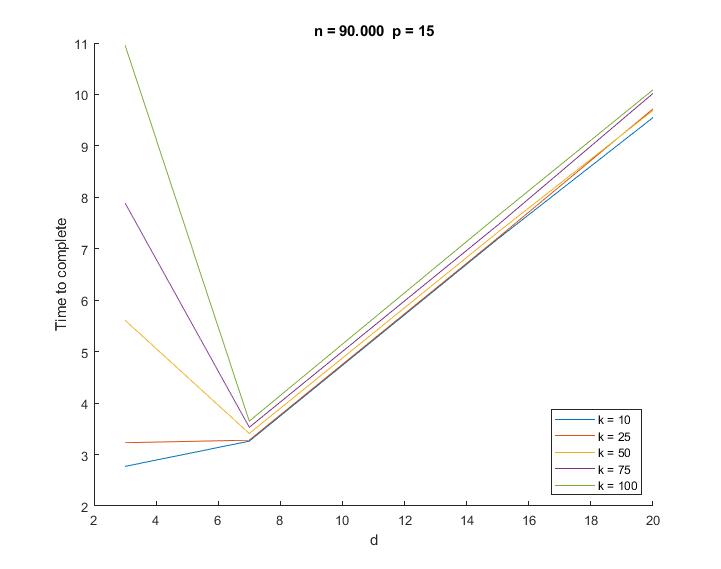 n = 90.000 p = 15
11
10
9
8
7
6
5
4
3
2
Time to complete
2 4 6 8 10 12 14 16 18 20
d
k = 10
k = 25
k = 50
k = 75
k = 100